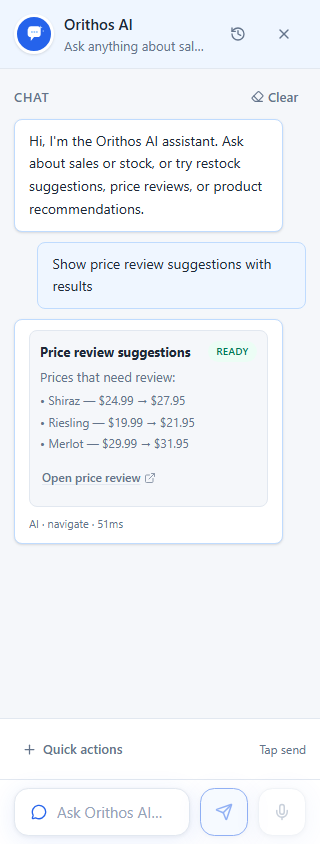 Orithos AI
Ask anything about sal...
CHAT
Clear
Hi, I'm the Orithos AI assistant. Ask
about sales or stock, or try restock
suggestions, price reviews, or product
recommendations.
Show price review suggestions with
results
Price review suggestions
READY
Prices that need review:
• Shiraz — $24.99 → $27.95
• Riesling — $19.99 → $21.95
• Merlot — $29.99 → $31.95
Open price review
AI · navigate · 51ms
Quick actions
Tap send
Ask Orithos AI...